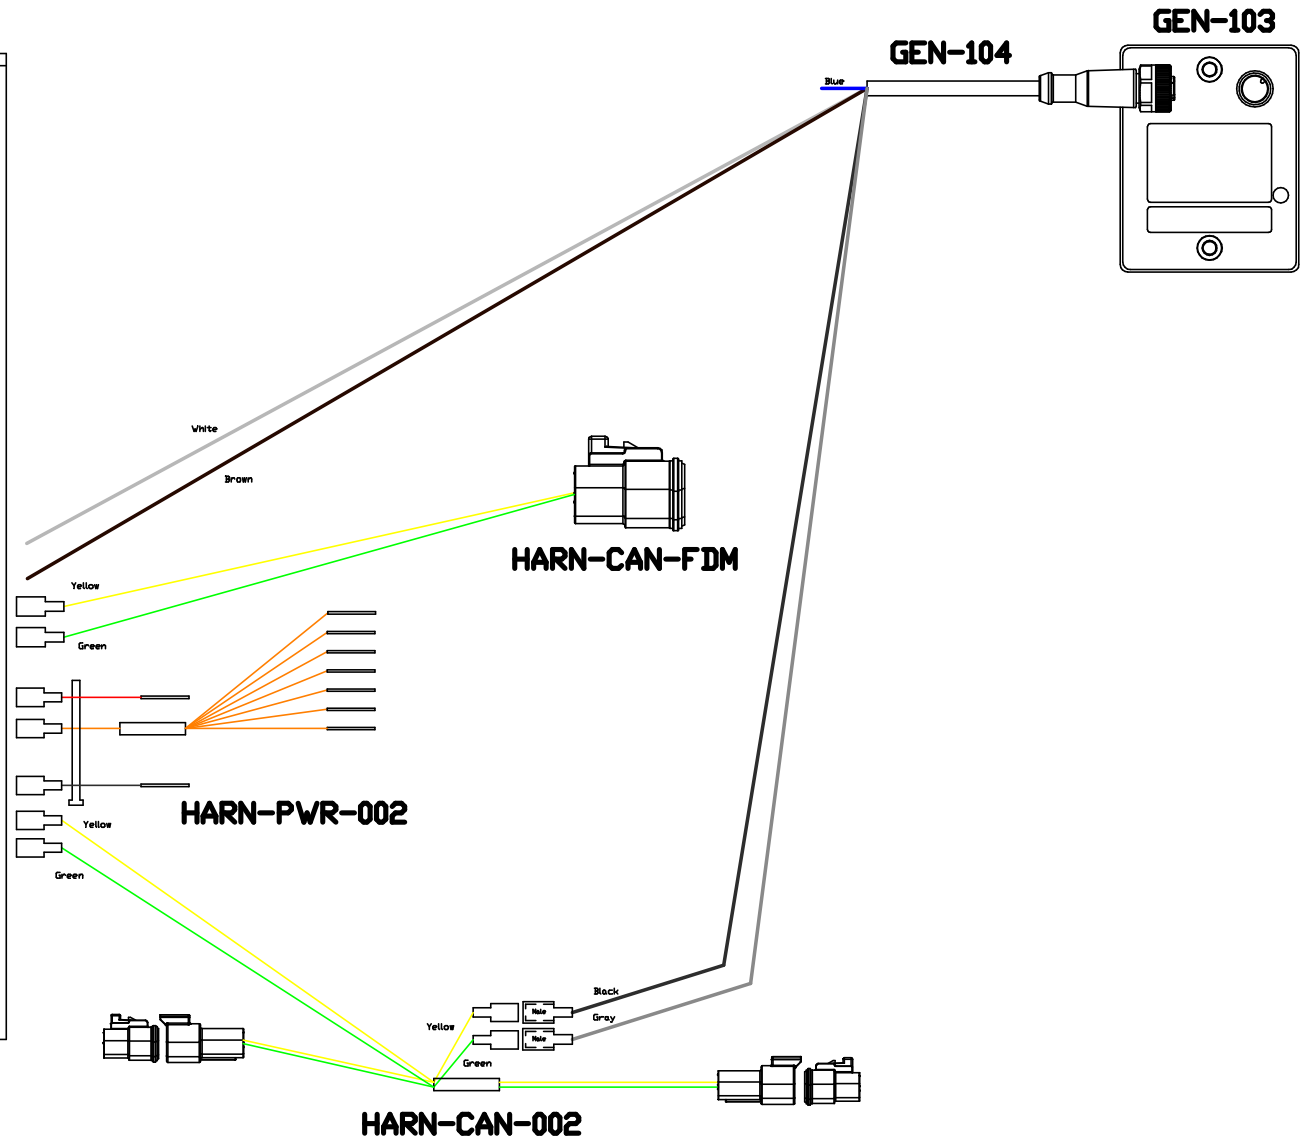 GEN-103
GEN-104
Blue
White
Brown
HARN-CAN-FDM
Yellow
Green
HARN-PWR-002
Yellow
Green
Black
Male
Gray
Yellow
Male
Green
HARN-CAN-002